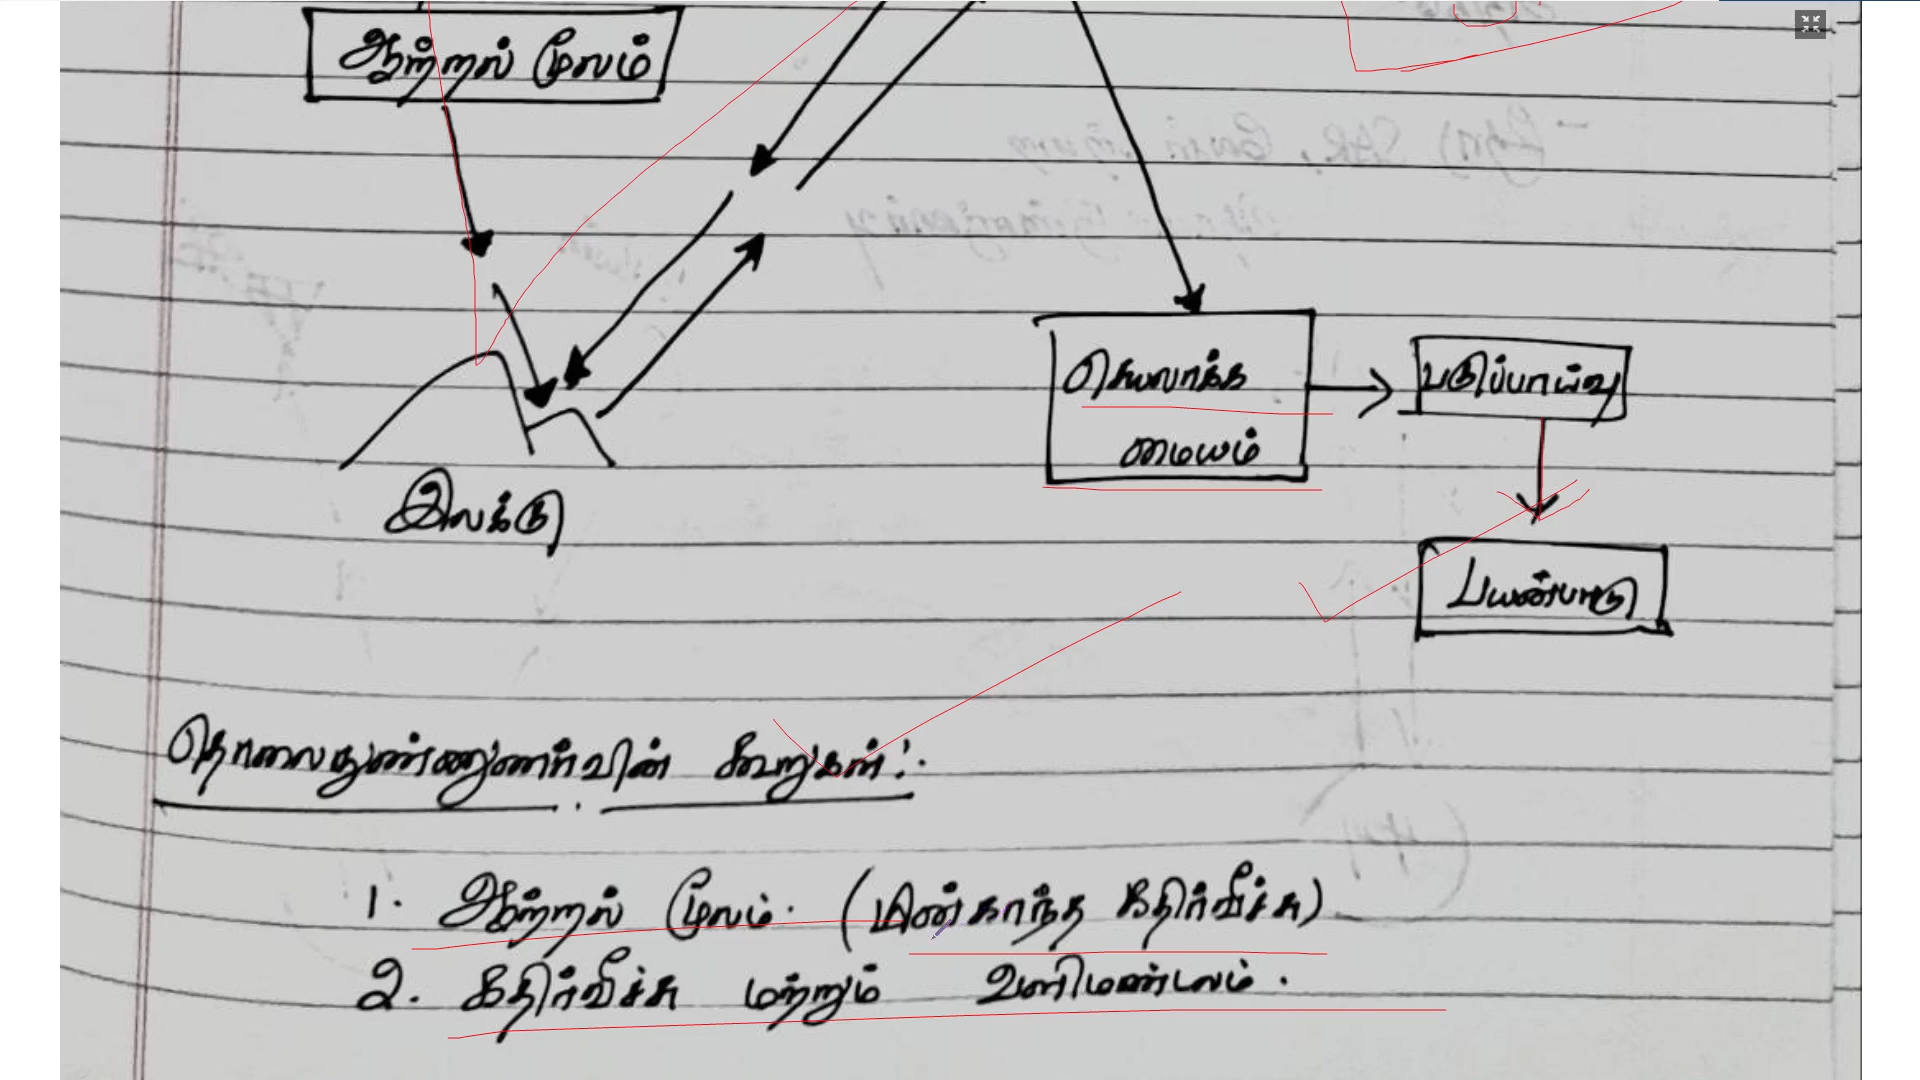 ஆற்றல் மூலம்
செயலாக்க
மையம்
பகுப்பாய்வு
இலக்கு
பயன்பாடு
தொலைநுண்ணுணர்வின் கூறுகள்:
1. ஆற்றல் மூலம். (மின்காந்த கதிர்வீச்சு)
2. கதிர்வீச்சு மற்றும் வளிமண்டலம்.